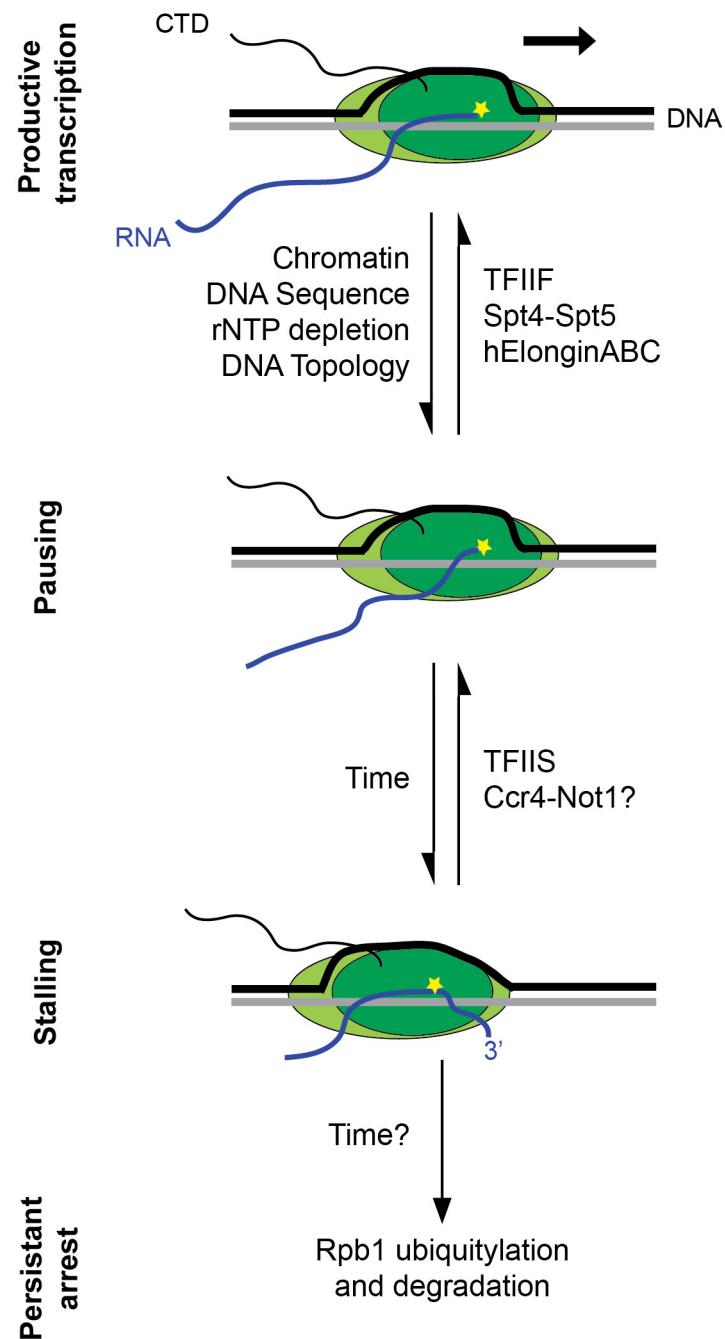 CTD
Productive
transcription
DNA
RNA
Chromatin
DNA Sequence
rNTP depletion
DNA Topology
TFIIF
Spt4-Spt5
hElonginABC
Pausing
Time
TFIIS
Ccr4-Not1?
Stalling
3’
Time?
Persistant
arrest
Rpb1 ubiquitylation
and degradation